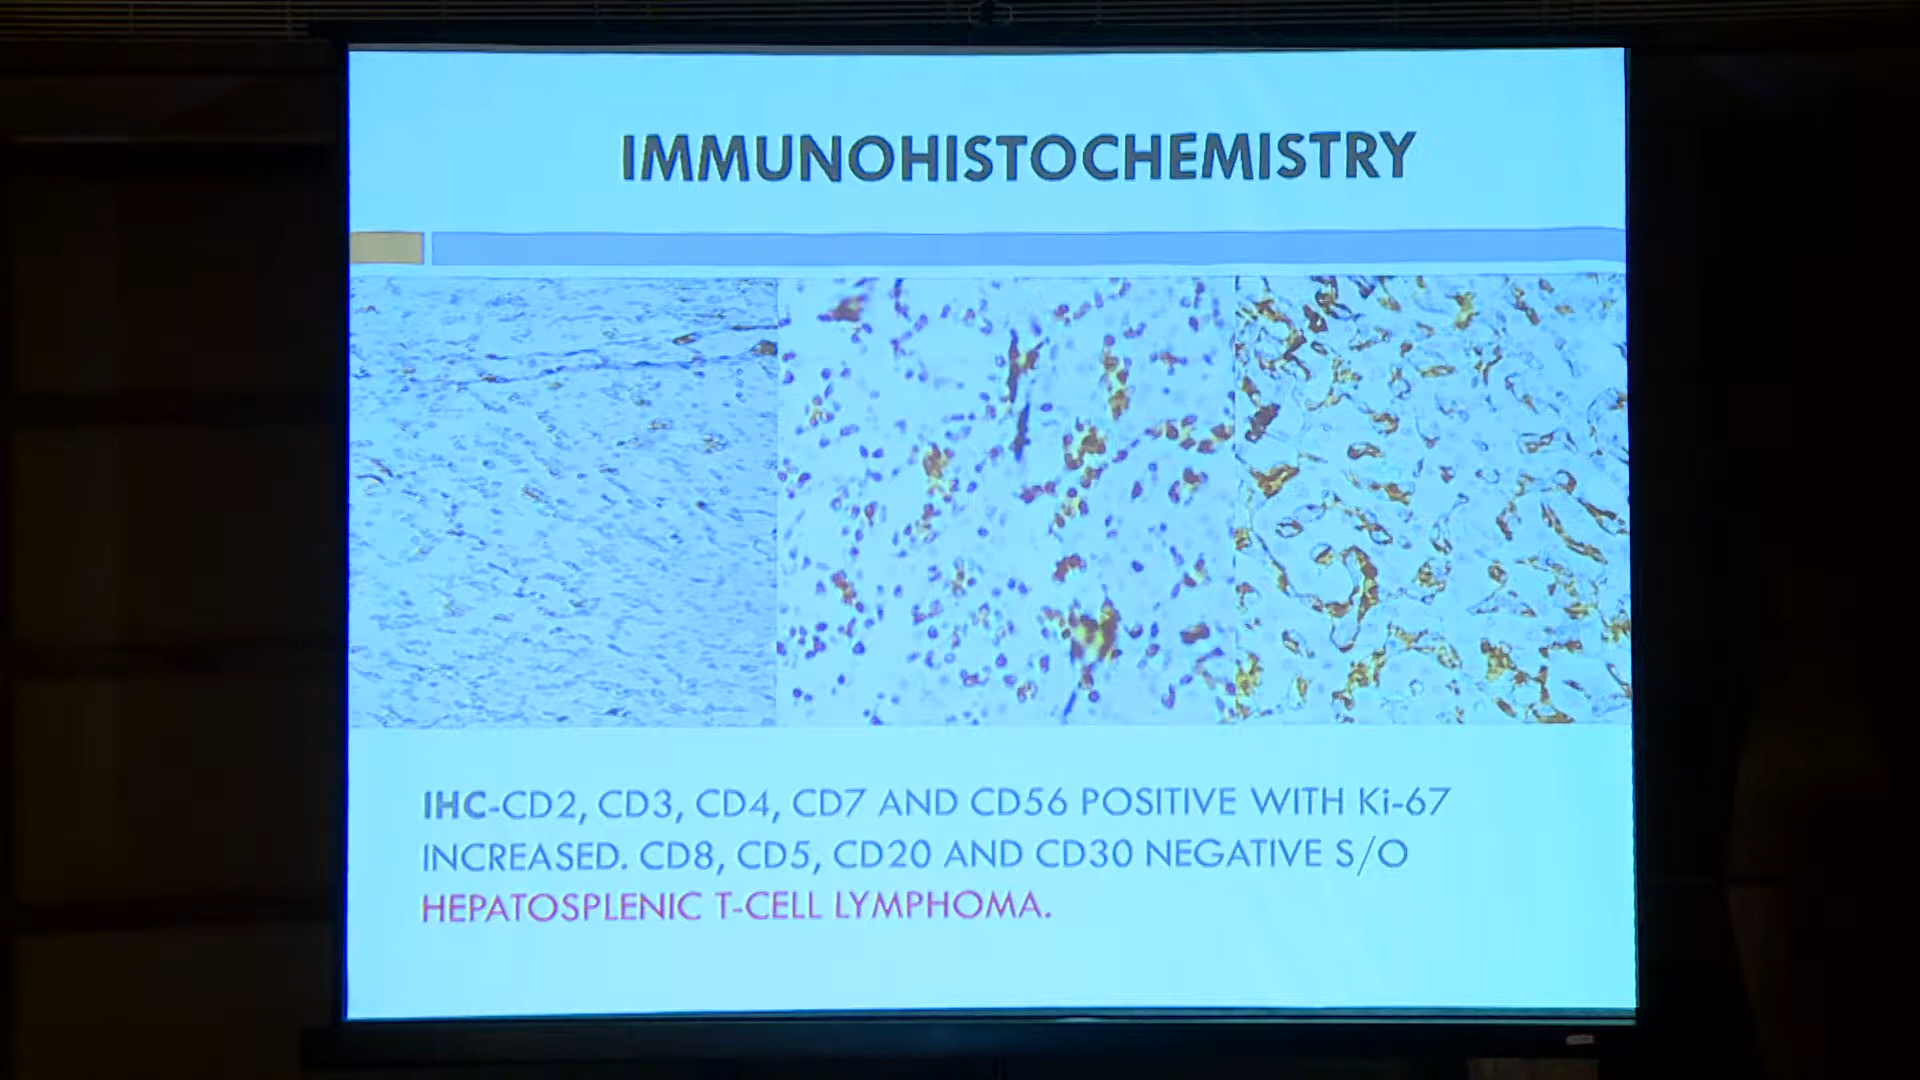 IMMUNOHISTOCHEMISTRY
IHC-CD2, CD3, CD4, CD7 AND CD56 POSITIVE WITH Ki-67
INCREASED. CD8, CD5, CD20 AND CD30 NEGATIVE S/O
HEPATOSPLENIC T-CELL LYMPHOMA.